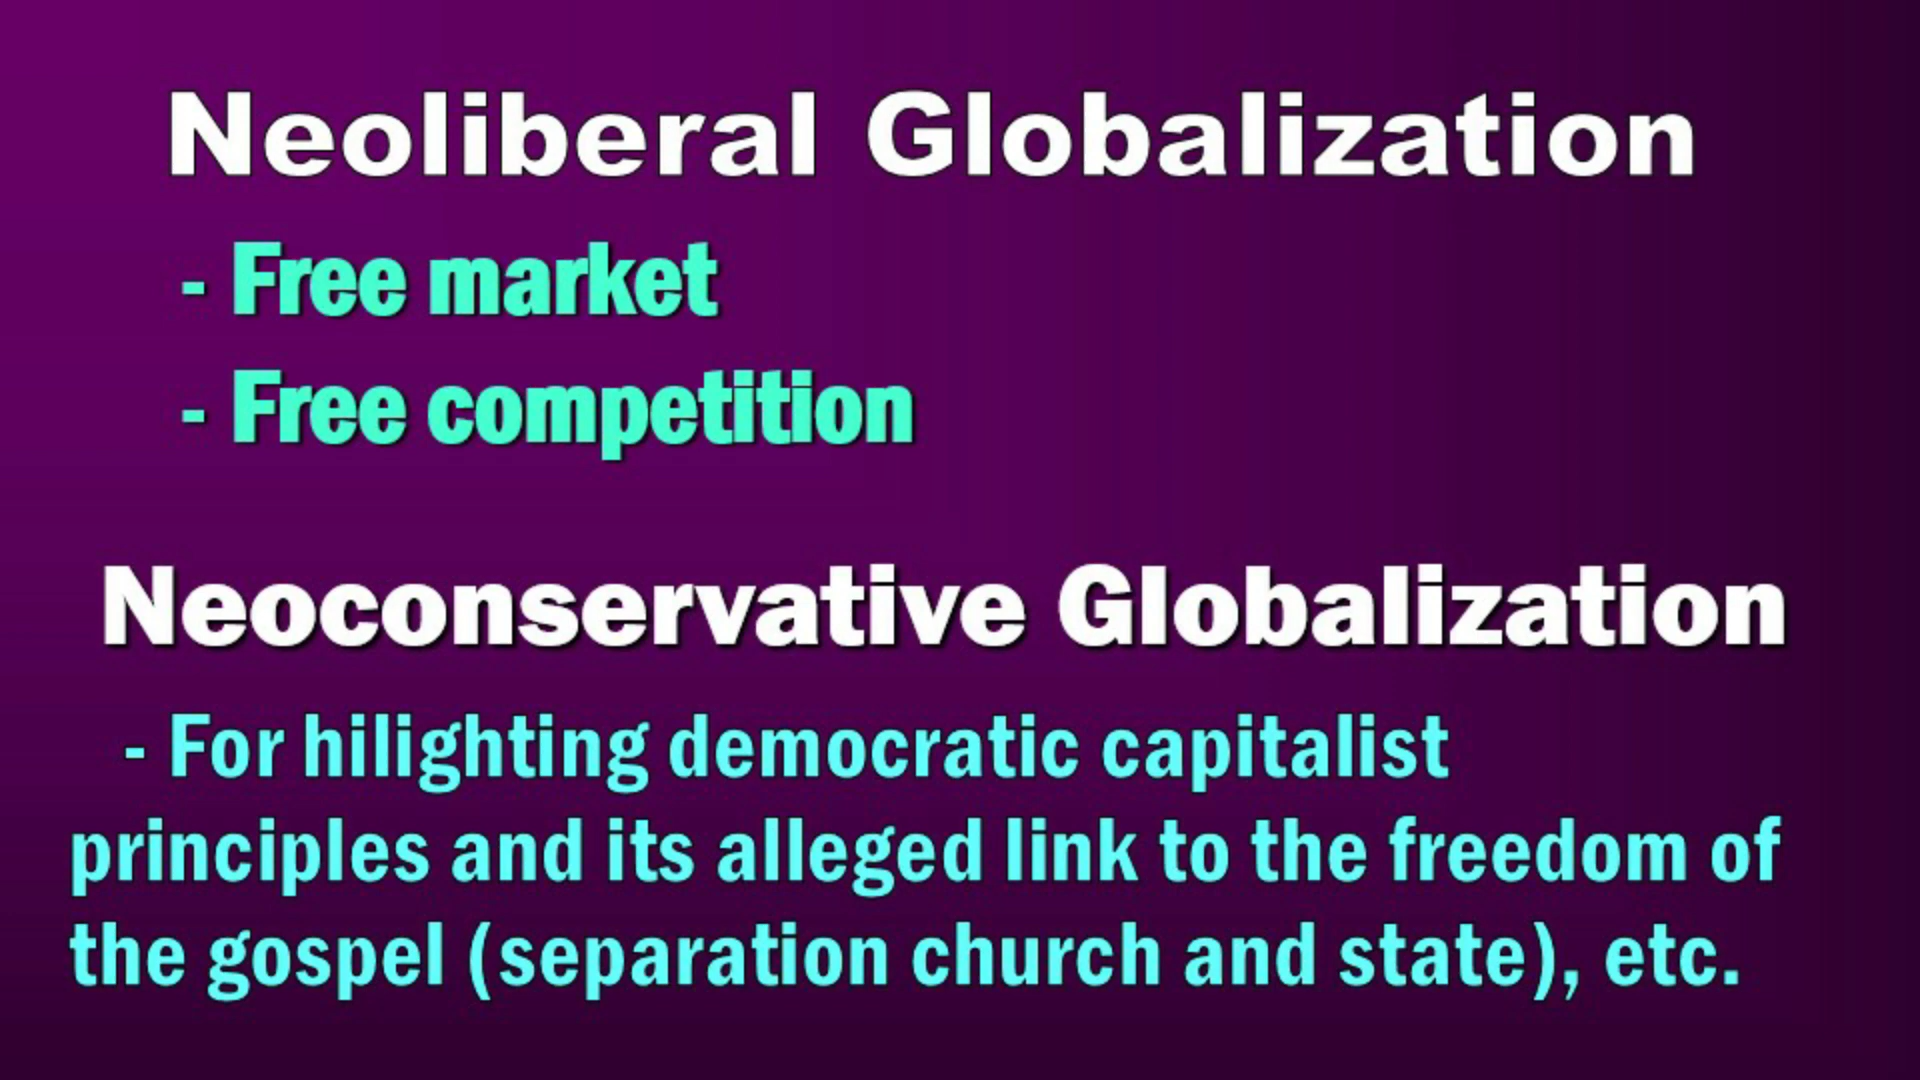 Neoliberal Globalization
- Free market
- Free competition
Neoconservative Globalization
- For hilighting democratic capitalist
principles and its alleged link to the freedom of
the gospel (separation church and state), etc.